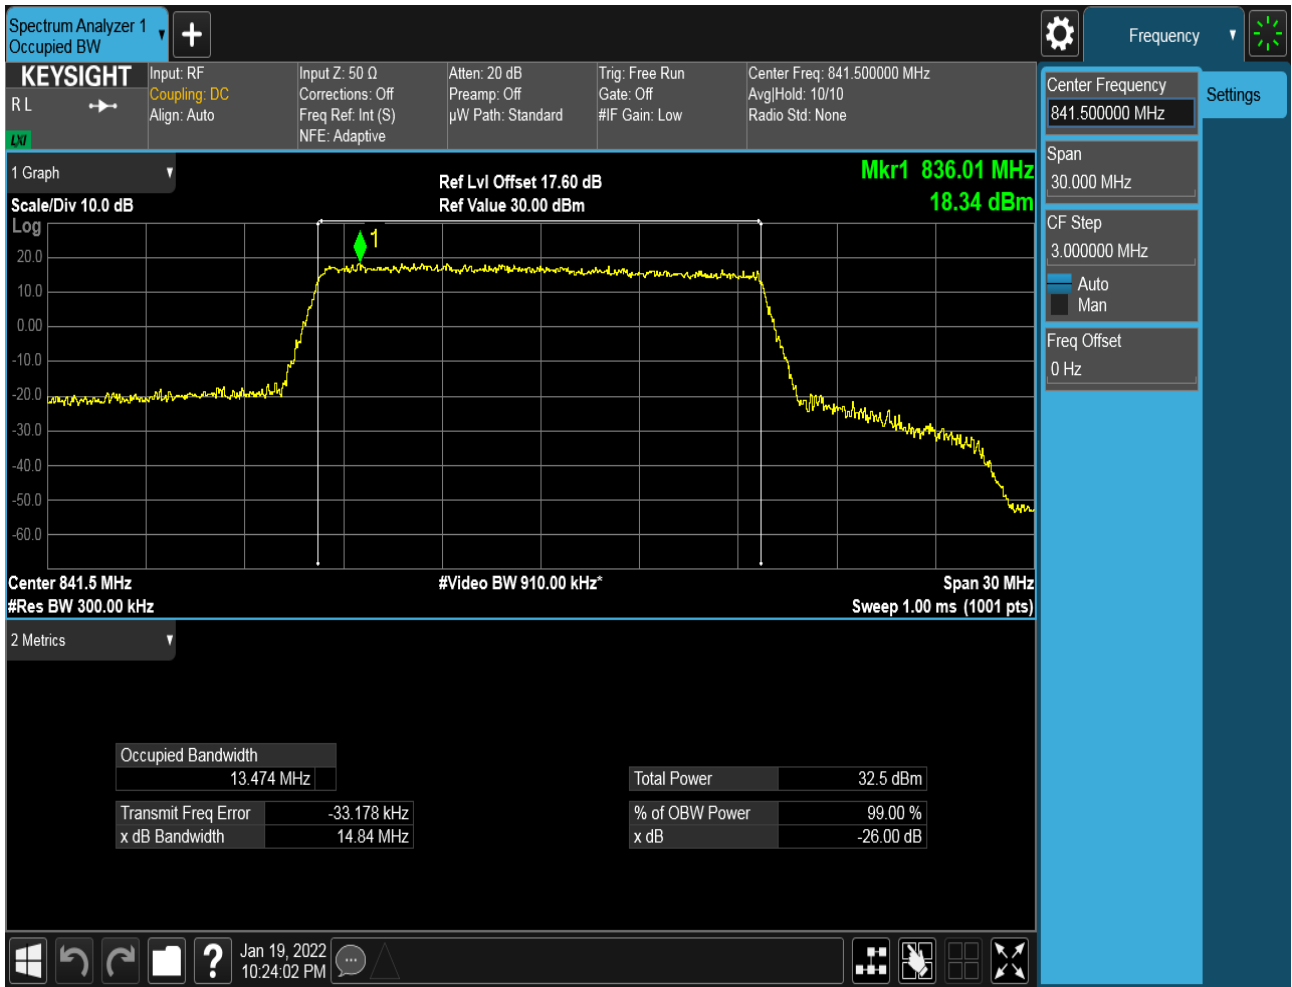 Spectrum Analyzer 1
Occupied BW
Frequency
KEYSIGHT
R L
LXI
Input: RF
Coupling: DC
Align: Auto
Input Z: 50 Ω
Corrections: Off
Freq Ref: Int (S)
NFE: Adaptive
Atten: 20 dB
Preamp: Off
µW Path: Standard
Trig: Free Run
Gate: Off
#IF Gain: Low
Center Freq: 841.500000 MHz
Avg|Hold: 10/10
Radio Std: None
Center Frequency
841.500000 MHz
Settings
Span
30.000 MHz
CF Step
3.000000 MHz
Auto
Man
Freq Offset
0 Hz
1 Graph
Scale/Div 10.0 dB
Ref Lvl Offset 17.60 dB
Ref Value 30.00 dBm
Mkr1 836.01 MHz
18.34 dBm
Log
1
20.0
10.0
0.00
-10.0
-20.0
-30.0
-40.0
-50.0
-60.0
Center 841.5 MHz
#Video BW 910.00 kHz*
Span 30 MHz
#Res BW 300.00 kHz
Sweep 1.00 ms (1001 pts)
2 Metrics
Occupied Bandwidth
13.474 MHz
Transmit Freq Error -33.178 kHz
x dB Bandwidth 14.84 MHz
Total Power 32.5 dBm
% of OBW Power 99.00 %
x dB -26.00 dB
?
Jan 19, 2022
10:24:02 PM